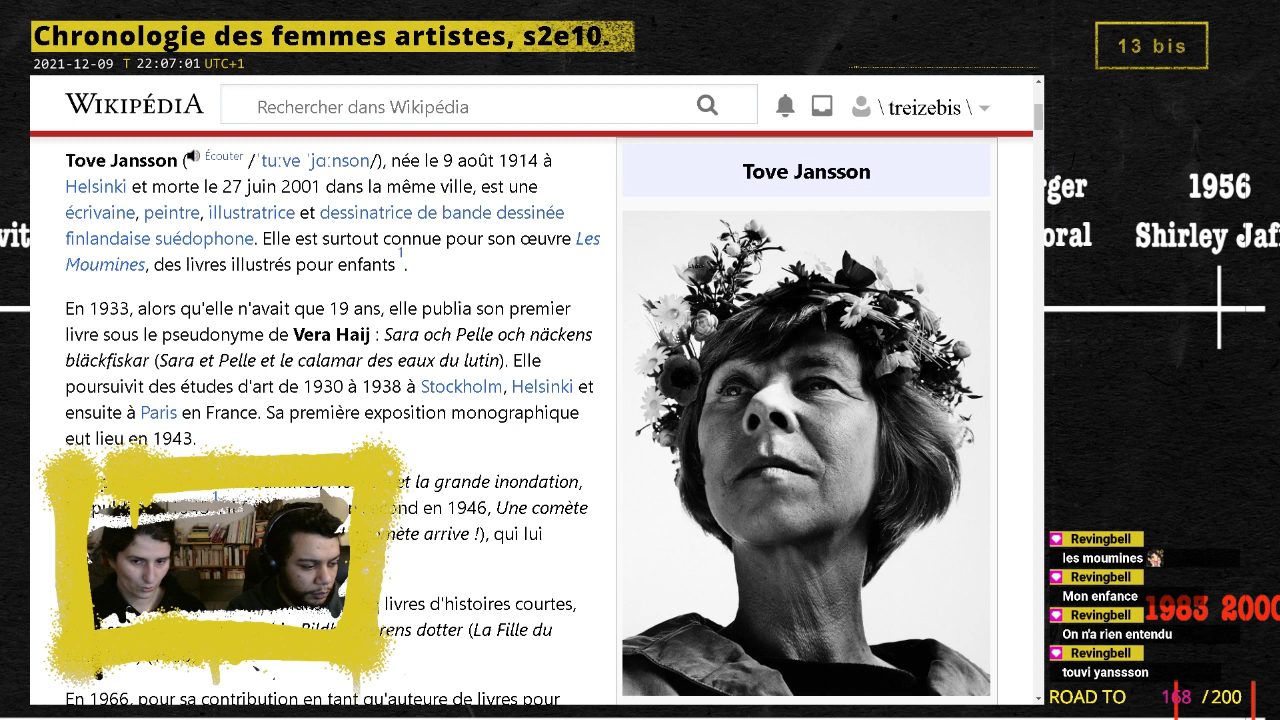 Chronologie des femmes artistes, s2e10.
2021-12-09 T 22:07:01 UTC+1
13 bis
WIKIPÉDIA
Rechercher dans Wikipédia
\ treizebis \
Tove Jansson ( Écouter /ˈtuːve ˈjɑːnson/), née le 9 août 1914 à
Helsinki et morte le 27 juin 2001 dans la même ville, est une
écrivaine, peintre, illustratrice et dessinatrice de bande dessinée
finlandaise suédophone. Elle est surtout connue pour son œuvre Les
Moumines, des livres illustrés pour enfants 1.
En 1933, alors qu'elle n'avait que 19 ans, elle publia son premier
livre sous le pseudonyme de Vera Haij : Sara och Pelle och näckens
bläckfiskar (Sara et Pelle et le calamar des eaux du lutin). Elle
poursuivit des études d'art de 1930 à 1938 à Stockholm, Helsinki et
ensuite à Paris en France. Sa première exposition monographique
eut lieu en 1943.
et la grande inondation,
1 ond en 1946, Une comète
mète arrive !), qui lui
livres d'histoires courtes,
rens dotter (La Fille du
En 1966, pour sa contribution en tant qu'auteure de livres pour
Tove Jansson
vit
rger
oral
1956
Shirley Jaf
1985 2000
Revingbell
les moumines
Revingbell
Mon enfance
Revingbell
On n'a rien entendu
Revingbell
touvi yanssson
ROAD TO 168 / 200